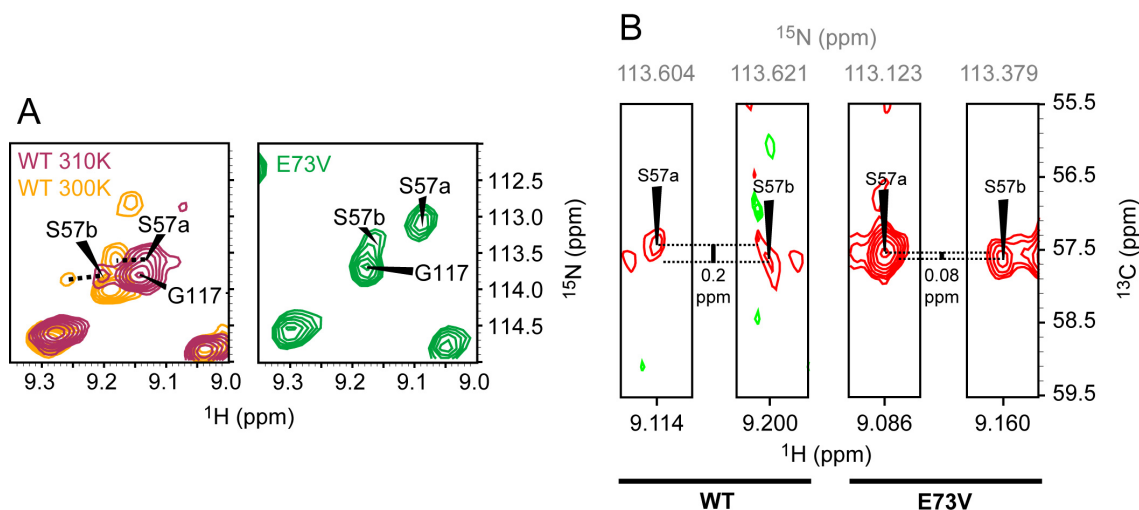 A
WT 310K
WT 300K
S57b
S57a
G117
E73V
S57a
S57b
G117
112.5
113.0
113.5
114.0
114.5
15N (ppm)
9.3 9.2 9.1 9.0
9.3 9.2 9.1 9.0
1H (ppm)
B
15N (ppm)
113.604 113.621 113.123 113.379
S57a
S57b
S57a
S57b
0.2
ppm
0.08
ppm
55.5
56.5
57.5
58.5
59.5
13C (ppm)
9.114 9.200 9.086 9.160
1H (ppm)
WT E73V